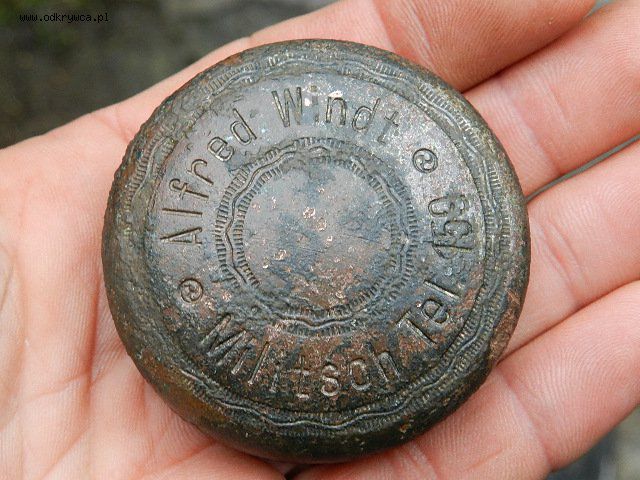 www.odkrywca.pl
Alfred Windt
Militsch Tel. 159